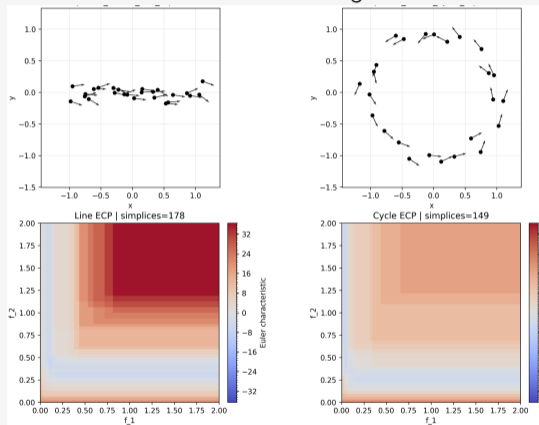 1.0
0.5
0.0
−0.5
−1.0
−1.5
y
−1.0 −0.5 0.0 0.5 1.0
x
1.0
0.5
0.0
−0.5
−1.0
−1.5
y
−1.0 −0.5 0.0 0.5 1.0
x
Line ECP | simplices=178
2.00
1.75
1.50
1.25
1.00
0.75
0.50
0.25
0.00
f_2
0.00 0.25 0.50 0.75 1.00 1.25 1.50 1.75 2.00
f_1
32
24
16
8
0
−8
−16
−24
−32
Euler characteristic
Cycle ECP | simplices=149
2.00
1.75
1.50
1.25
1.00
0.75
0.50
0.25
0.00
f_2
0.00 0.25 0.50 0.75 1.00 1.25 1.50 1.75 2.00
f_1